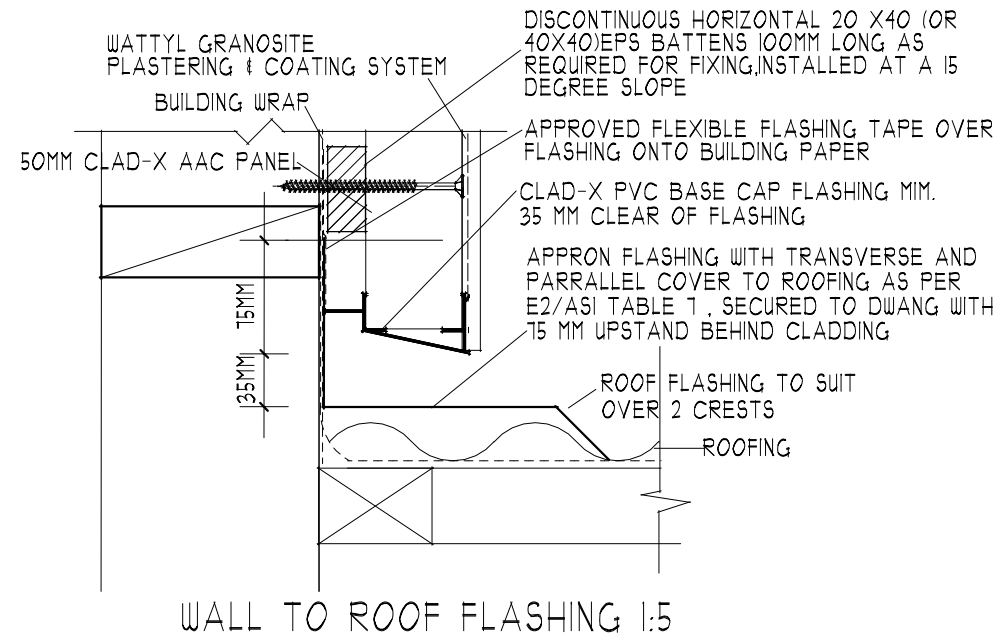 DISCONTINUOUS HORIZONTAL 20 X40 (OR
40X40)EPS BATTENS 100MM LONG AS
REQUIRED FOR FIXING,INSTALLED AT A 15
DEGREE SLOPE
WATTYL GRANOSITE
PLASTERING & COATING SYSTEM
BUILDING WRAP
APPROVED FLEXIBLE FLASHING TAPE OVER
FLASHING ONTO BUILDING PAPER
50MM CLAD-X AAC PANEL
CLAD-X PVC BASE CAP FLASHING MIM.
35 MM CLEAR OF FLASHING
APPRON FLASHING WITH TRANSVERSE AND
PARRALLEL COVER TO ROOFING AS PER
E2/AS1 TABLE 7 , SECURED TO DWANG WITH
75 MM UPSTAND BEHIND CLADDING
75MM
35MM
ROOF FLASHING TO SUIT
OVER 2 CRESTS
ROOFING
WALL TO ROOF FLASHING 1:5